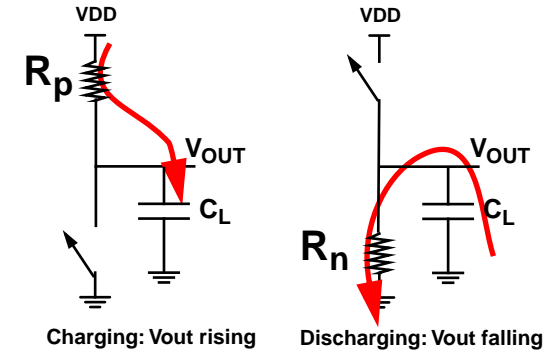 VDD
Rp
VOUT
CL
Charging: Vout rising
VDD
VOUT
CL
Rn
Discharging: Vout falling